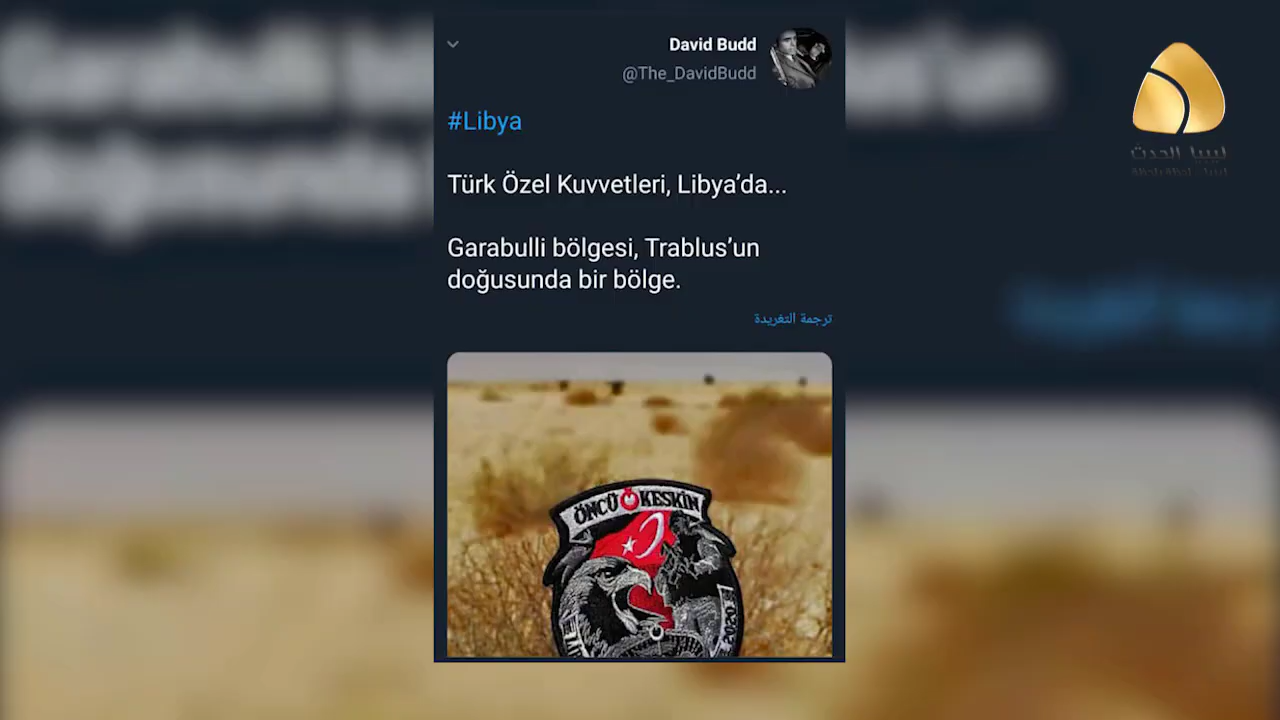 David Budd
@The_DavidBudd
#Libya
Türk Özel Kuvvetleri, Libya’da...
Garabulli bölgesi, Trablus’un
doğusunda bir bölge.
ترجمة التغريدة
ÖNCÜ KESKİN
2020
ليبيا الحدث